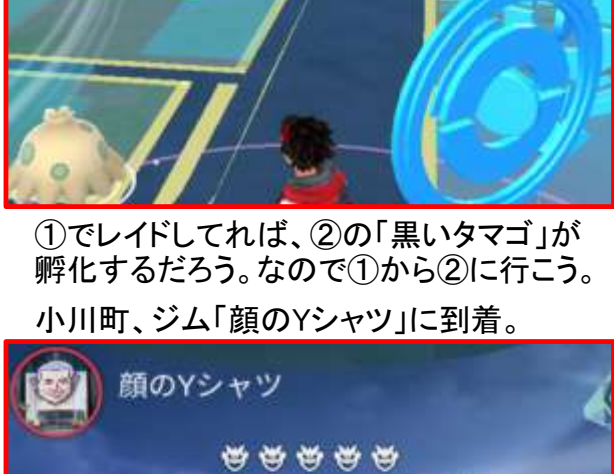 ①でレイドしてれば、②の「黒いタマゴ」が
孵化するだろう。なので①から②に行こう。
小川町、ジム「顔のYシャツ」に到着。
顔のYシャツ